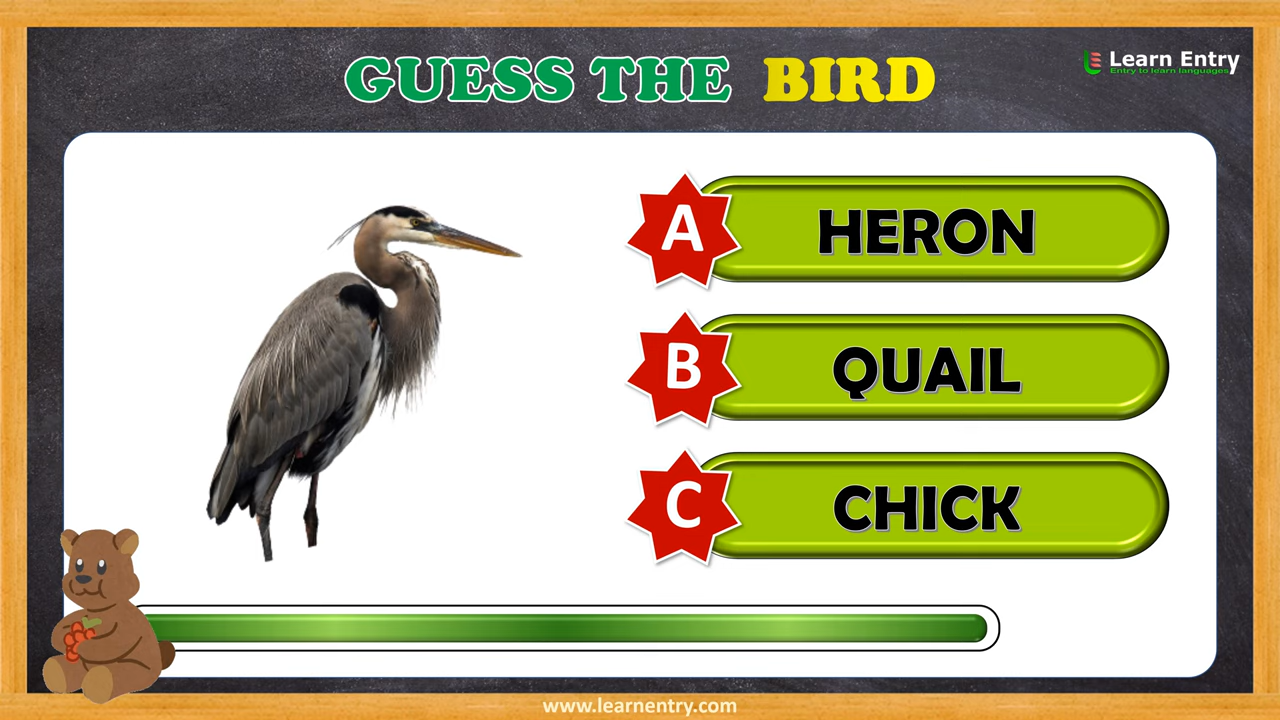 GUESS THE BIRD
Learn Entry
Entry to learn languages
A HERON
B QUAIL
C CHICK
www.learnentry.com